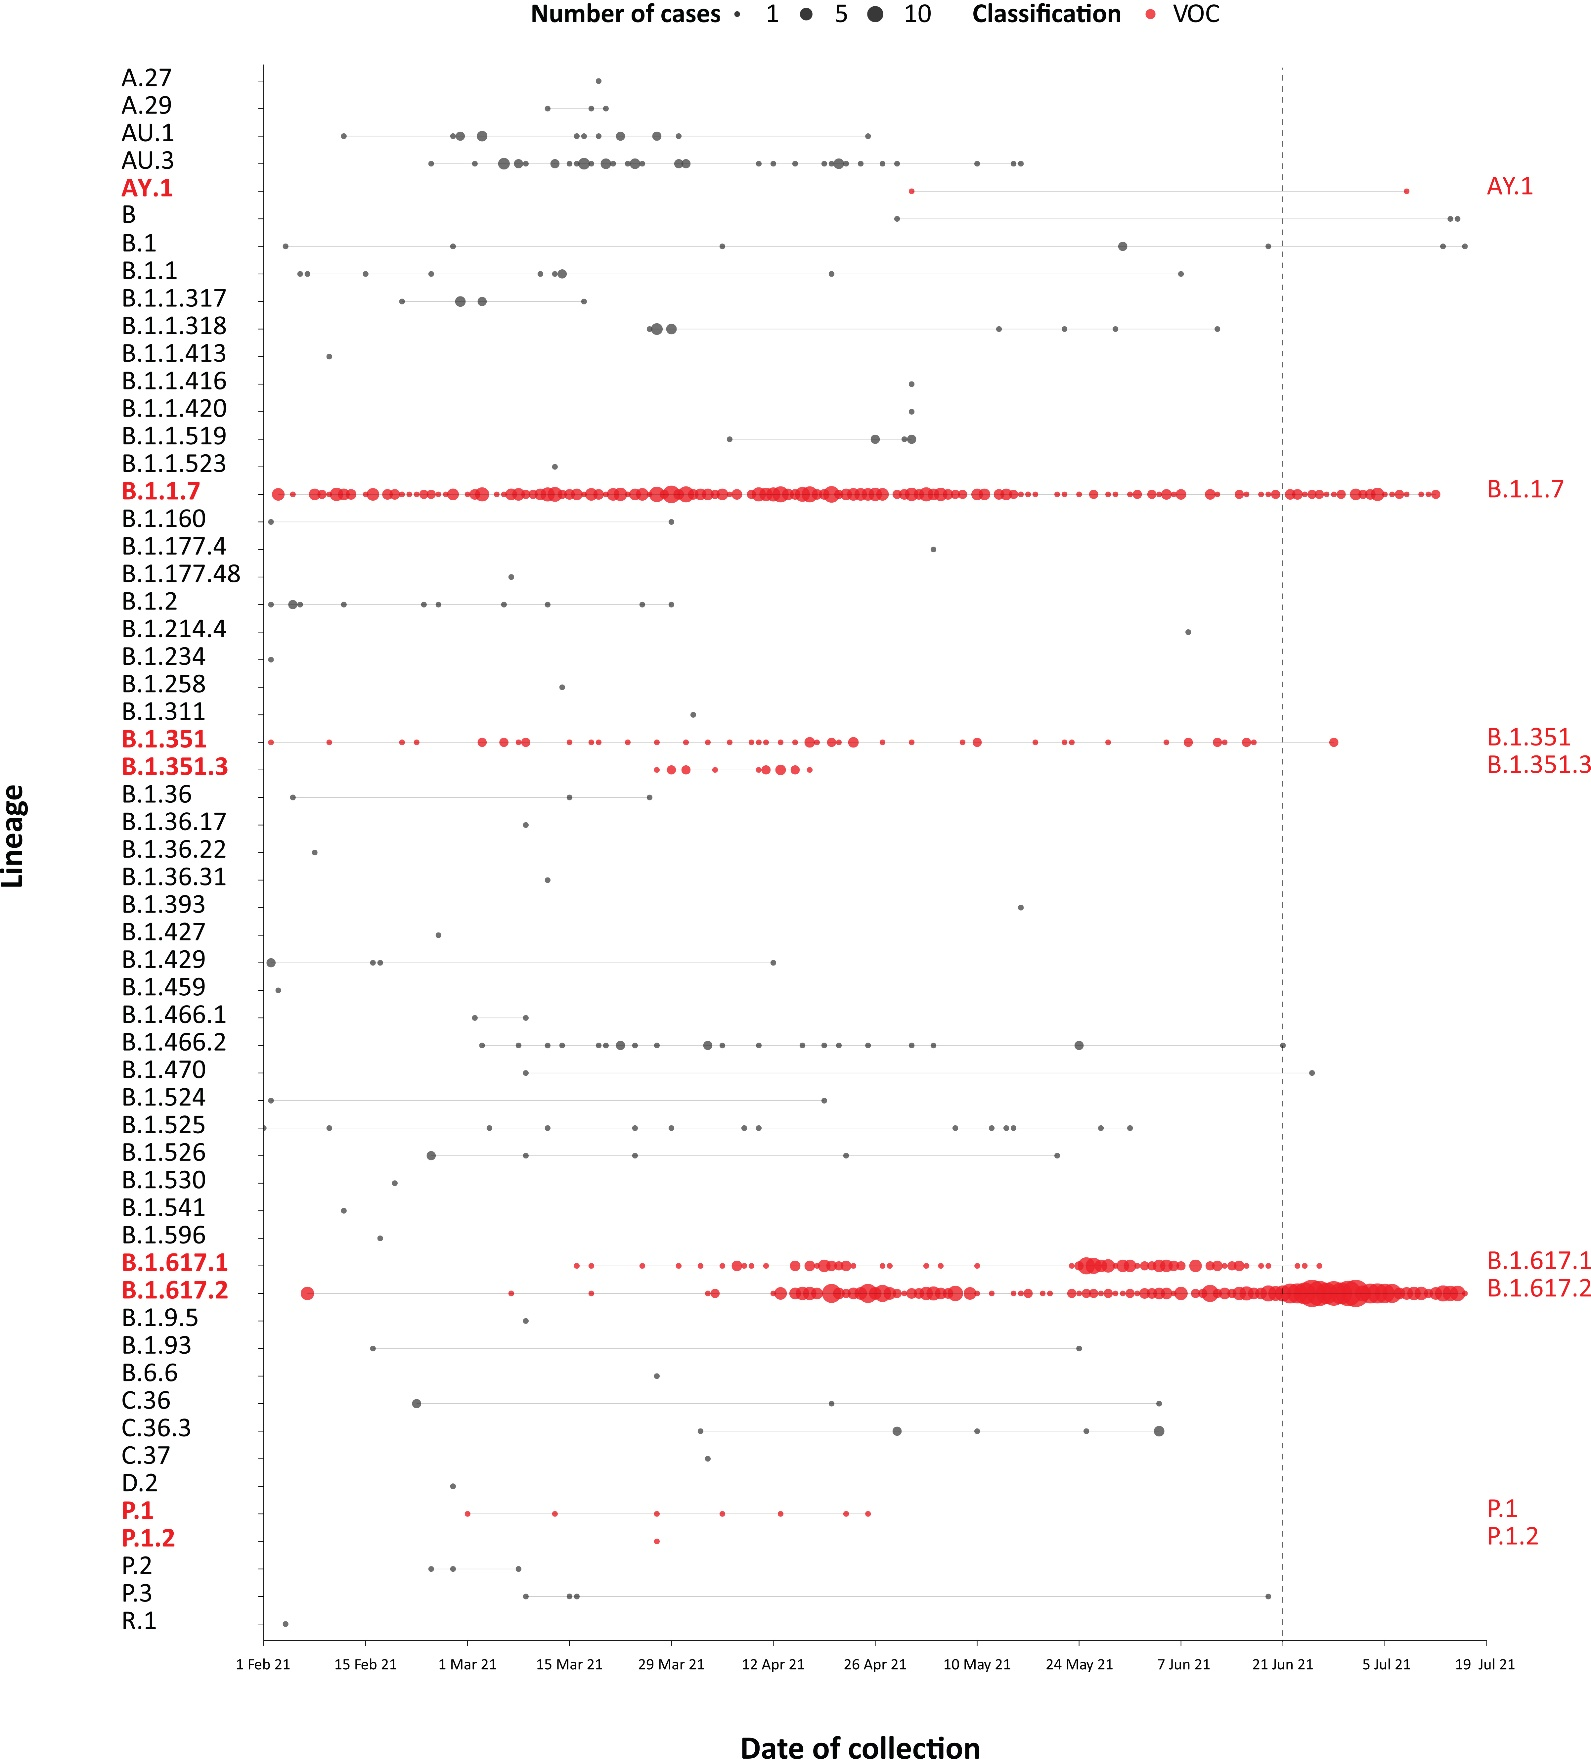 Number of cases 1 5 10 Classification VOC
A.27
A.29
AU.1
AU.3
AY.1 AY.1
B
B.1
B.1.1
B.1.1.317
B.1.1.318
B.1.1.413
B.1.1.416
B.1.1.420
B.1.1.519
B.1.1.523
B.1.1.7 B.1.1.7
B.1.160
B.1.177.4
B.1.177.48
B.1.2
B.1.214.4
B.1.234
B.1.258
B.1.311
B.1.351 B.1.351
B.1.351.3 B.1.351.3
B.1.36
B.1.36.17
B.1.36.22
B.1.36.31
B.1.393
B.1.427
B.1.429
B.1.459
B.1.466.1
B.1.466.2
B.1.470
B.1.524
B.1.525
B.1.526
B.1.530
B.1.541
B.1.596
B.1.617.1 B.1.617.1
B.1.617.2 B.1.617.2
B.1.9.5
B.1.93
B.6.6
C.36
C.36.3
C.37
D.2
P.1 P.1
P.1.2 P.1.2
P.2
P.3
R.1
Lineage
1 Feb 21 15 Feb 21 1 Mar 21 15 Mar 21 29 Mar 21 12 Apr 21 26 Apr 21 10 May 21 24 May 21 7 Jun 21 21 Jun 21 5 Jul 21 19 Jul 21
Date of collection